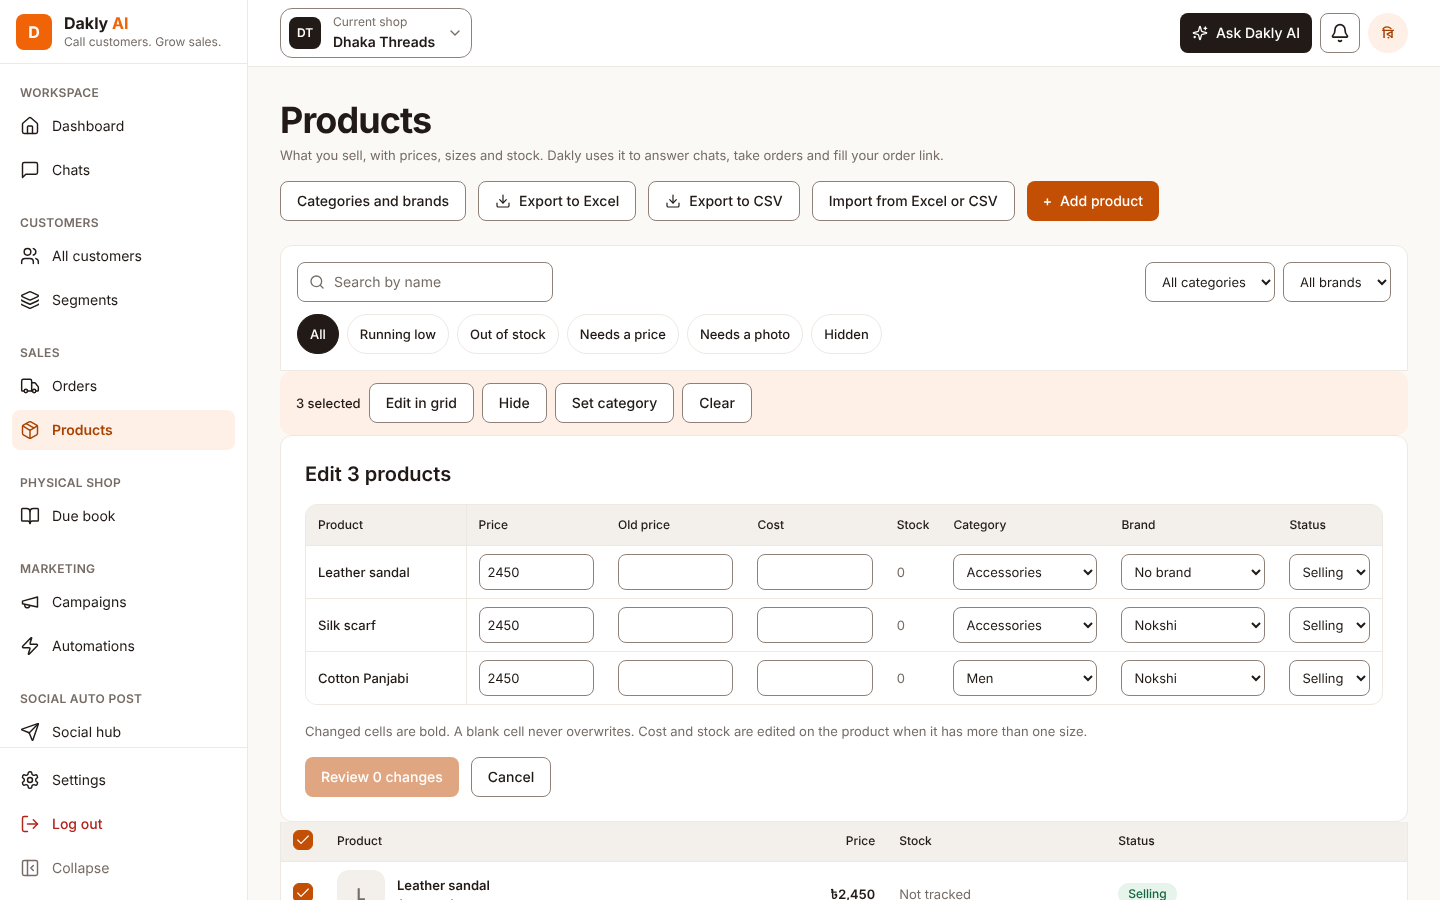 D
Dakly AI
Call customers. Grow sales.
WORKSPACE
Dashboard
Chats
CUSTOMERS
All customers
Segments
SALES
Orders
Products
PHYSICAL SHOP
Due book
MARKETING
Campaigns
Automations
SOCIAL AUTO POST
Social hub
Settings
Log out
Collapse
DT
Current shop
Dhaka Threads
Ask Dakly AI
রি
Products
What you sell, with prices, sizes and stock. Dakly uses it to answer chats, take orders and fill your order link.
Categories and brands
Export to Excel
Export to CSV
Import from Excel or CSV
+ Add product
Search by name
All categories
All brands
All
Running low
Out of stock
Needs a price
Needs a photo
Hidden
3 selected
Edit in grid
Hide
Set category
Clear
Edit 3 products
Product Price Old price Cost Stock Category Brand Status
Leather sandal 2450 0 Accessories No brand Selling
Silk scarf 2450 0 Accessories Nokshi Selling
Cotton Panjabi 2450 0 Men Nokshi Selling
Changed cells are bold. A blank cell never overwrites. Cost and stock are edited on the product when it has more than one size.
Review 0 changes
Cancel
Product Price Stock Status
L Leather sandal ৳2,450 Not tracked Selling